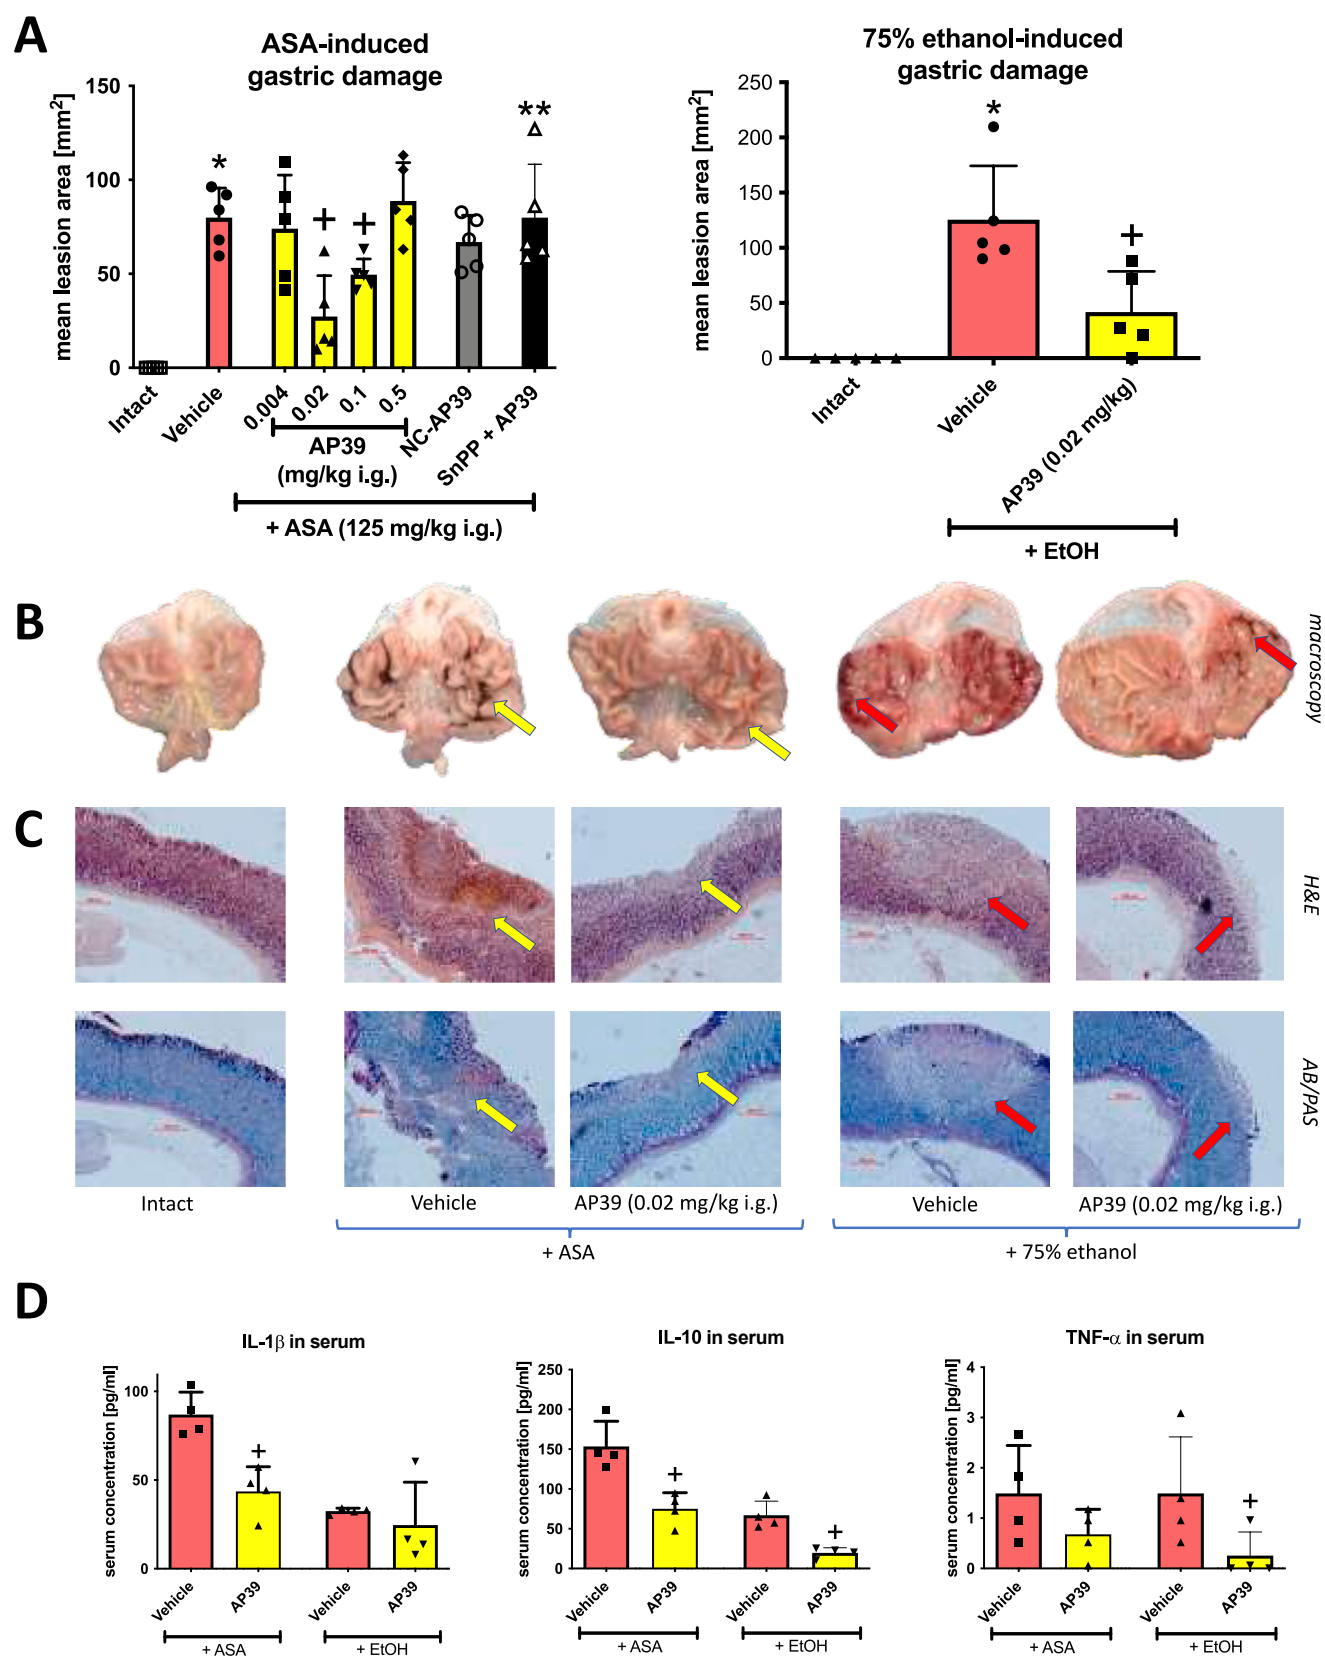 A
ASA-induced
gastric damage
mean leasion area [mm²]
150
100
50
0
*
+
+
**
Intact
Vehicle
0.004
0.02
0.1
0.5
NC-AP39
SnPP + AP39
AP39
(mg/kg i.g.)
+ ASA (125 mg/kg i.g.)
75% ethanol-induced
gastric damage
mean leasion area [mm²]
250
200
150
100
50
0
*
+
Intact
Vehicle
AP39 (0.02 mg/kg)
+ EtOH
B
macroscopy
C
H&E
AB/PAS
Intact
Vehicle
AP39 (0.02 mg/kg i.g.)
Vehicle
AP39 (0.02 mg/kg i.g.)
+ ASA
+ 75% ethanol
D
IL-1β in serum
serum concentration [pg/ml]
100
50
0
+
Vehicle
AP39
Vehicle
AP39
+ ASA
+ EtOH
IL-10 in serum
serum concentration [pg/ml]
250
200
150
100
50
0
+
+
Vehicle
AP39
Vehicle
AP39
+ ASA
+ EtOH
TNF-α in serum
serum concentration [pg/ml]
4
3
2
1
0
+
Vehicle
AP39
Vehicle
AP39
+ ASA
+ EtOH